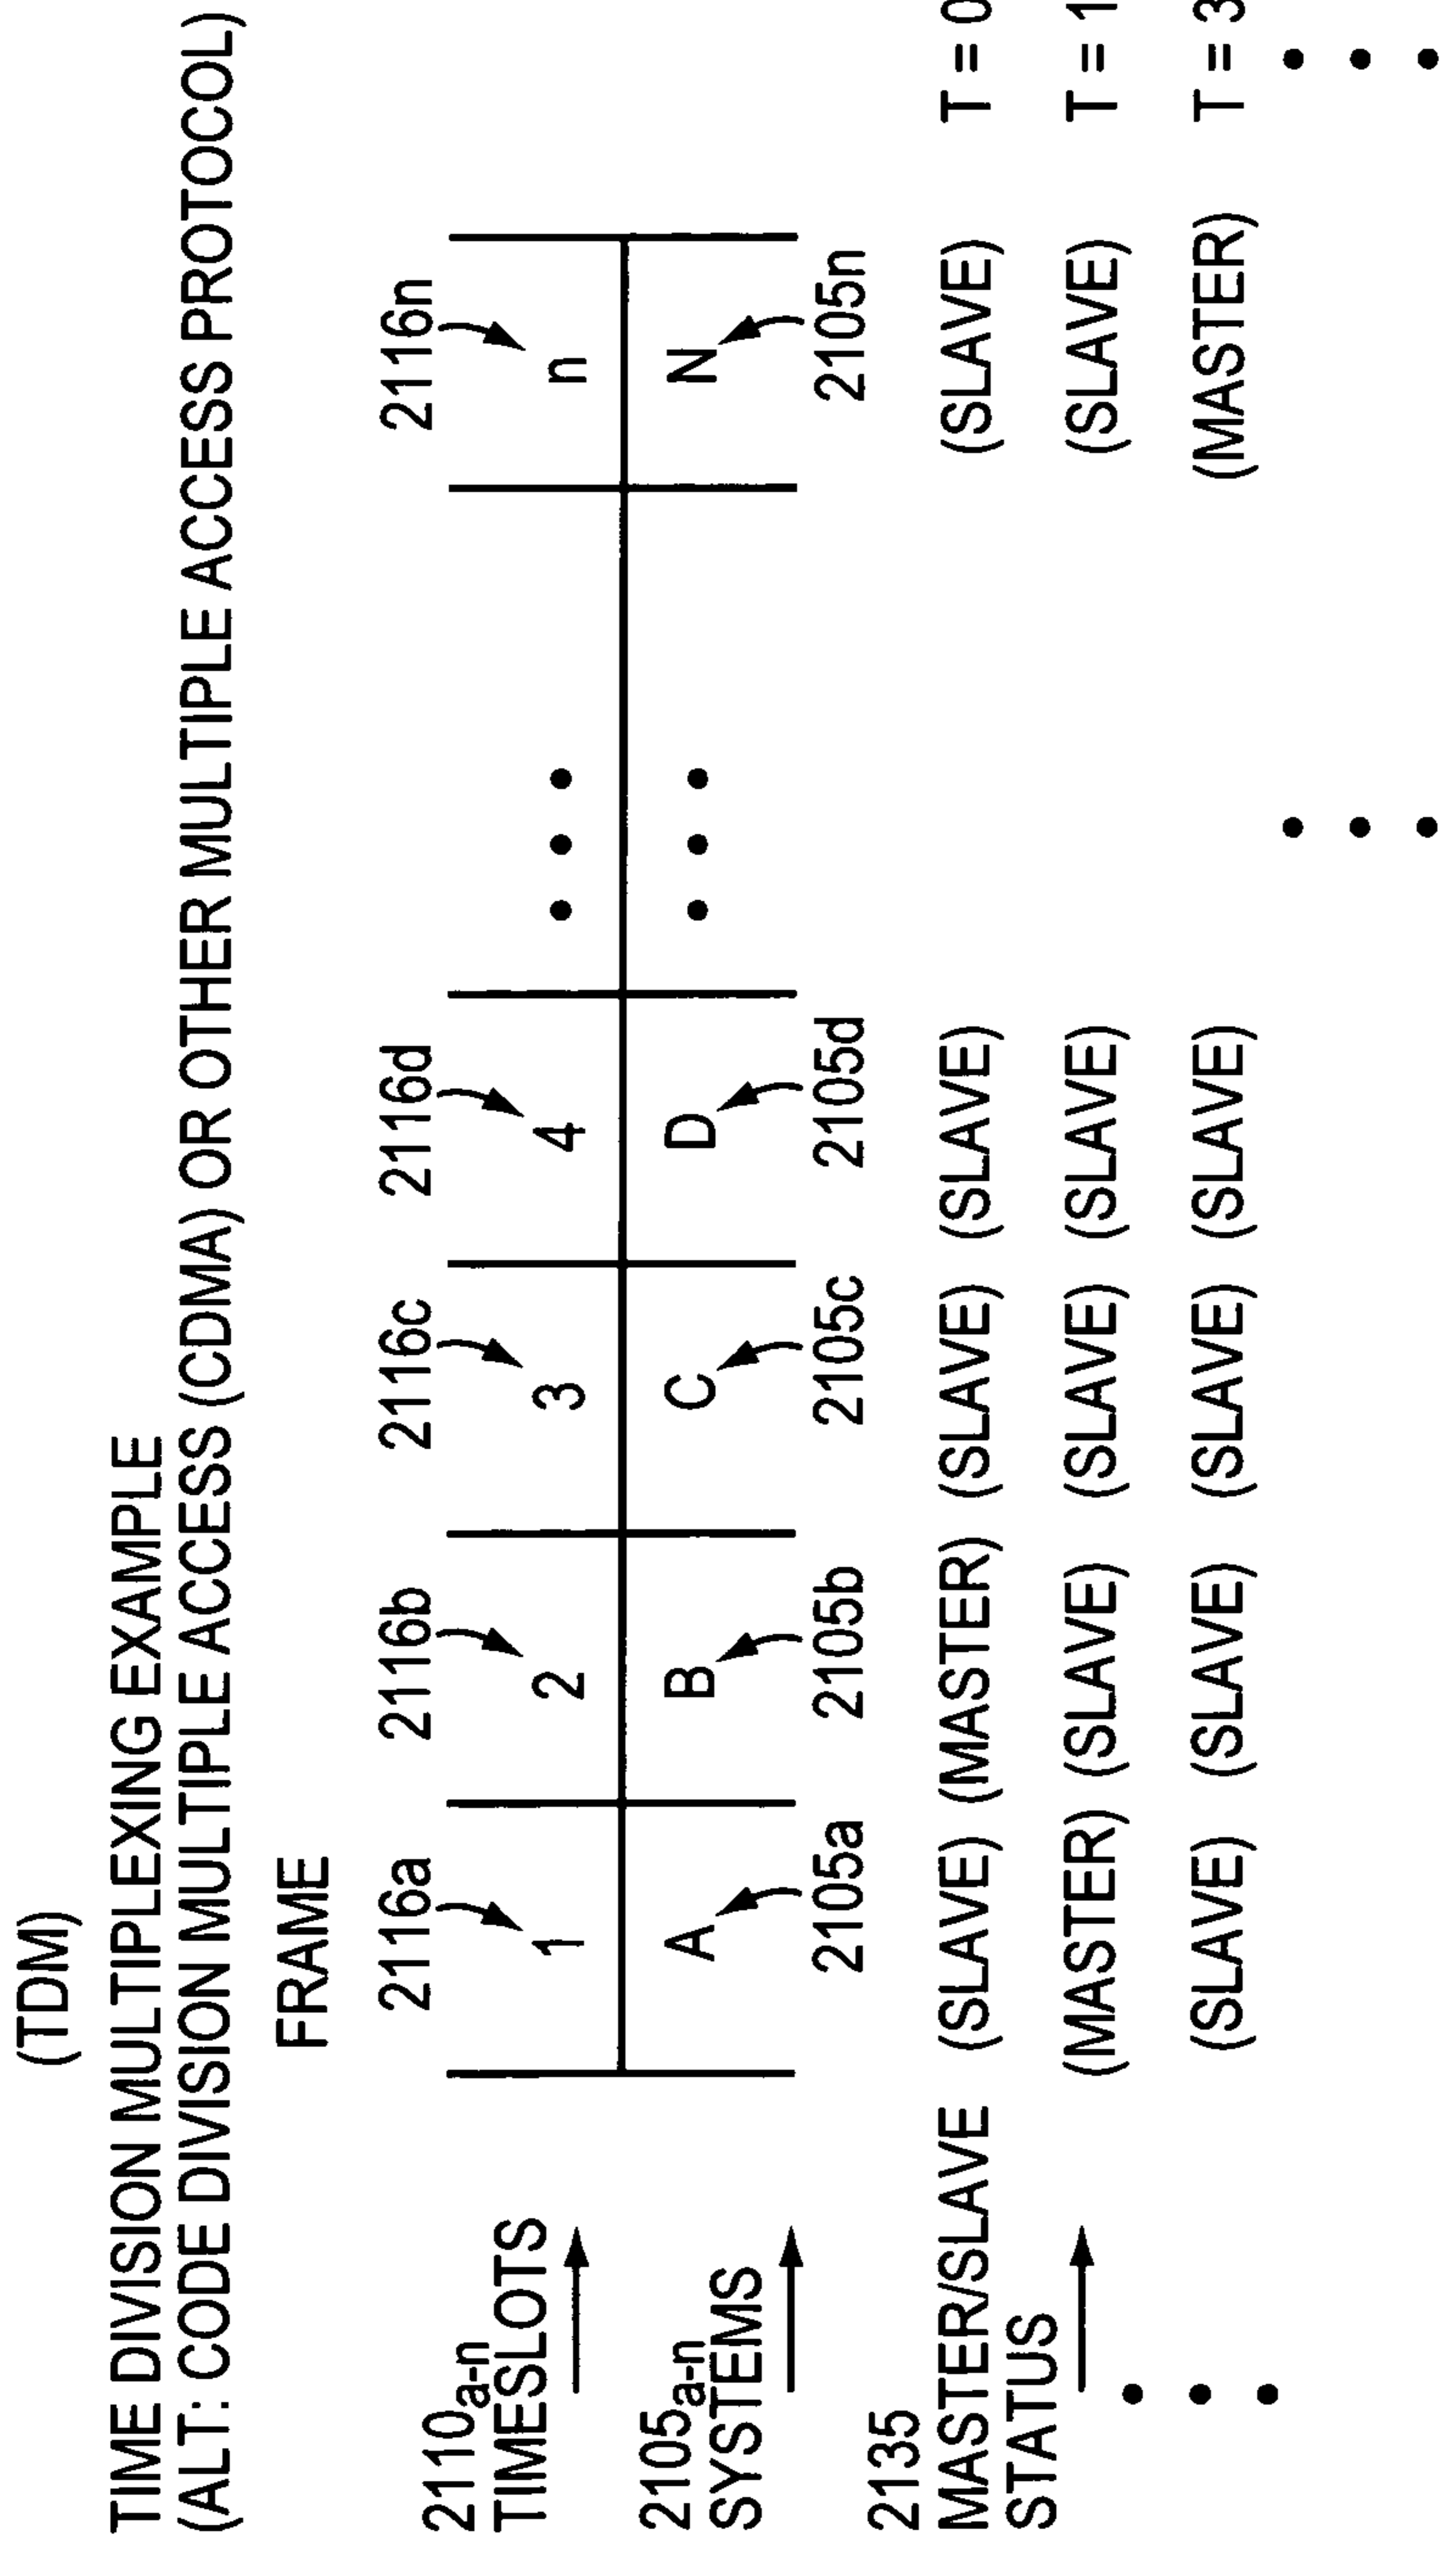 (TDM)
TIME DIVISION MULTIPLEXING EXAMPLE
(ALT: CODE DIVISION MULTIPLE ACCESS (CDMA) OR OTHER MULTIPLE ACCESS PROTOCOL)
FRAME
2116a 2116b 2116c 2116d 2116n
2110a-n
TIMESLOTS 1 2 3 4 • • • n
2105a-n
SYSTEMS A B C D • • • N
2105a 2105b 2105c 2105d 2105n
2135
MASTER/SLAVE (SLAVE) (MASTER) (SLAVE) (SLAVE) (SLAVE) T = 0
STATUS (MASTER) (SLAVE) (SLAVE) (SLAVE) (SLAVE) T = 1
(SLAVE) (SLAVE) (SLAVE) (SLAVE) (MASTER) T = 3